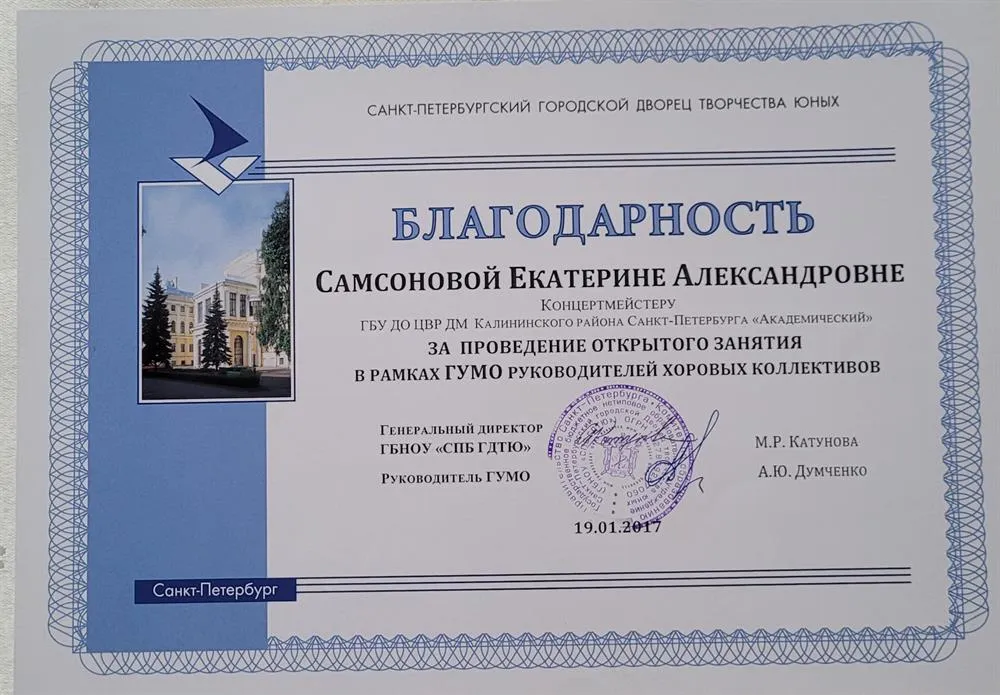 САНКТ-ПЕТЕРБУРГСКИЙ ГОРОДСКОЙ ДВОРЕЦ ТВОРЧЕСТВА ЮНЫХ
БЛАГОДАРНОСТЬ
САМСОНОВОЙ ЕКАТЕРИНЕ АЛЕКСАНДРОВНЕ
КОНЦЕРТМЕЙСТЕРУ
ГБУ ДО ЦВР ДМ КАЛИНИНСКОГО РАЙОНА САНКТ-ПЕТЕРБУРГА «АКАДЕМИЧЕСКИЙ»
ЗА ПРОВЕДЕНИЕ ОТКРЫТОГО ЗАНЯТИЯ
В РАМКАХ ГУМО РУКОВОДИТЕЛЕЙ ХОРОВЫХ КОЛЛЕКТИВОВ
ГЕНЕРАЛЬНЫЙ ДИРЕКТОР
ГБНОУ «СПБ ГДТЮ»
М.Р. КАТУНОВА
РУКОВОДИТЕЛЬ ГУМО
А.Ю. ДУМЧЕНКО
19.01.2017
Санкт-Петербург